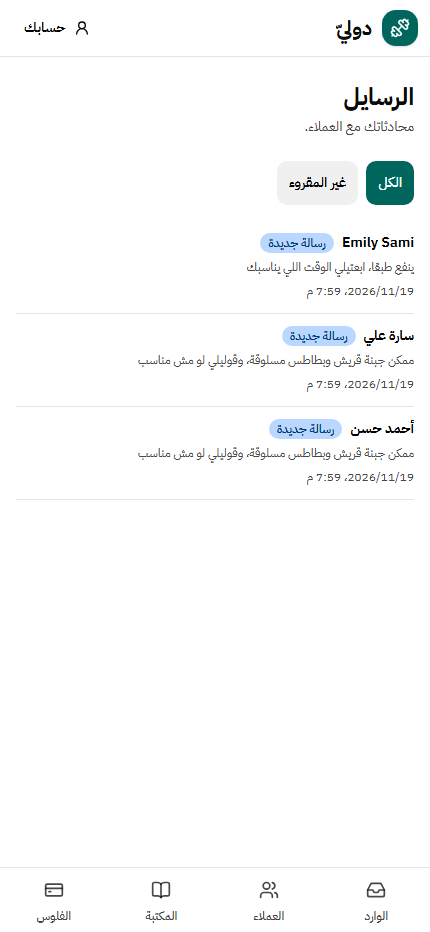 دوليّ
حسابك
الرسايل
محادثاتك مع العملاء.
الكل
غير المقروء
Emily Sami رسالة جديدة
ينفع طبعًا، ابعتيلي الوقت اللي يناسبك
2026/11/19، 7:59 م
سارة علي رسالة جديدة
ممكن جبنة قريش وبطاطس مسلوقة، وقوليلي لو مش مناسب
2026/11/19، 7:59 م
أحمد حسن رسالة جديدة
ممكن جبنة قريش وبطاطس مسلوقة، وقوليلي لو مش مناسب
2026/11/19، 7:59 م
الوارد
العملاء
المكتبة
الفلوس